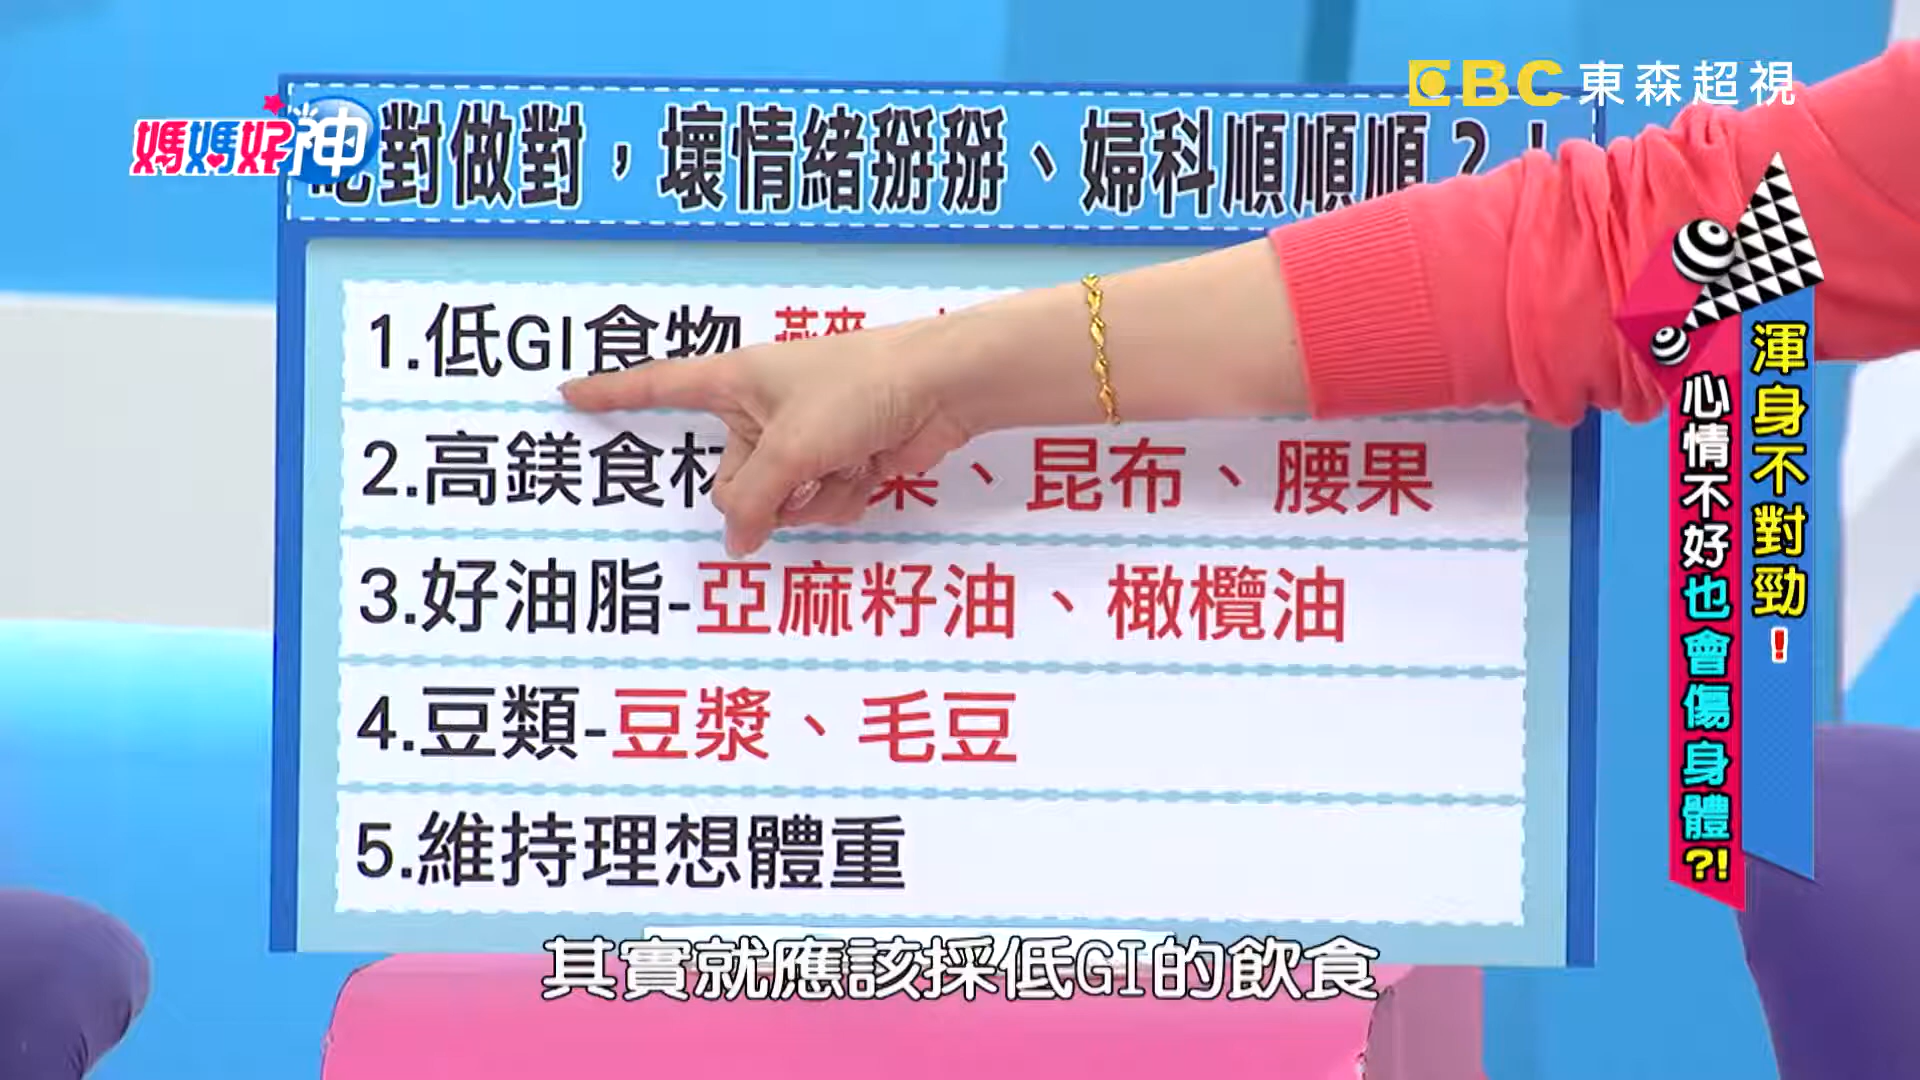 EBC 東森超視
媽媽好神
對做對，壞情緒掰掰、婦科順順順？！
1.低GI食物 燕麥
2.高鎂食材 菜、昆布、腰果
3.好油脂-亞麻籽油、橄欖油
4.豆類-豆漿、毛豆
5.維持理想體重
渾身不對勁！
心情不好也會傷身體?!
其實就應該採低GI的飲食